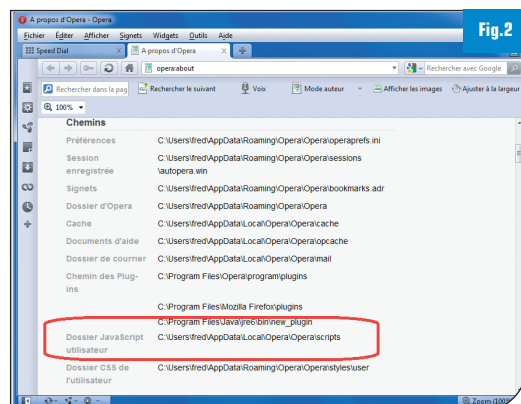 A propos d'Opera - Opera
Fig.2
Fichier Éditer Afficher Signets Widgets Outils Aide
Speed Dial A propos d'Opera
opera:about Rechercher avec Google
Rechercher dans la pag Rechercher le suivant Voix Mode auteur Afficher les images Ajuster à la largeur
100%
Chemins
Préférences C:\Users\fred\AppData\Roaming\Opera\Opera\operaprefs.ini
Session C:\Users\fred\AppData\Roaming\Opera\Opera\sessions
enregistrée \autopera.win
Signets C:\Users\fred\AppData\Roaming\Opera\Opera\bookmarks.adr
Dossier d'Opera C:\Users\fred\AppData\Roaming\Opera\Opera
Cache C:\Users\fred\AppData\Local\Opera\Opera\cache
Documents d'aide C:\Users\fred\AppData\Local\Opera\Opera\opcache
Dossier de courrier C:\Users\fred\AppData\Local\Opera\Opera\mail
Chemin des Plug- C:\Program Files\Opera\program\plugins
ins
C:\Program Files\Mozilla Firefox\plugins
C:\Program Files\Java\jre6\bin\new_plugin
Dossier JavaScript C:\Users\fred\AppData\Local\Opera\Opera\scripts
utilisateur
Dossier CSS de C:\Users\fred\AppData\Roaming\Opera\Opera\styles\user
l'utilisateur
Zoom (100%